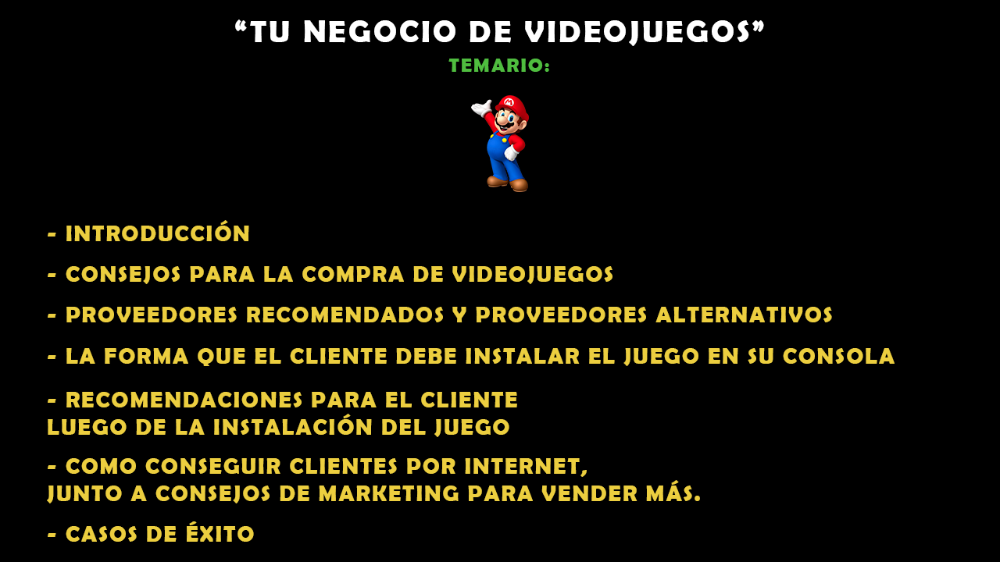 “TU NEGOCIO DE VIDEOJUEGOS”
TEMARIO:
M
- INTRODUCCIÓN
- CONSEJOS PARA LA COMPRA DE VIDEOJUEGOS
- PROVEEDORES RECOMENDADOS Y PROVEEDORES ALTERNATIVOS
- LA FORMA QUE EL CLIENTE DEBE INSTALAR EL JUEGO EN SU CONSOLA
- RECOMENDACIONES PARA EL CLIENTE
LUEGO DE LA INSTALACIÓN DEL JUEGO
- COMO CONSEGUIR CLIENTES POR INTERNET,
JUNTO A CONSEJOS DE MARKETING PARA VENDER MÁS.
- CASOS DE ÉXITO